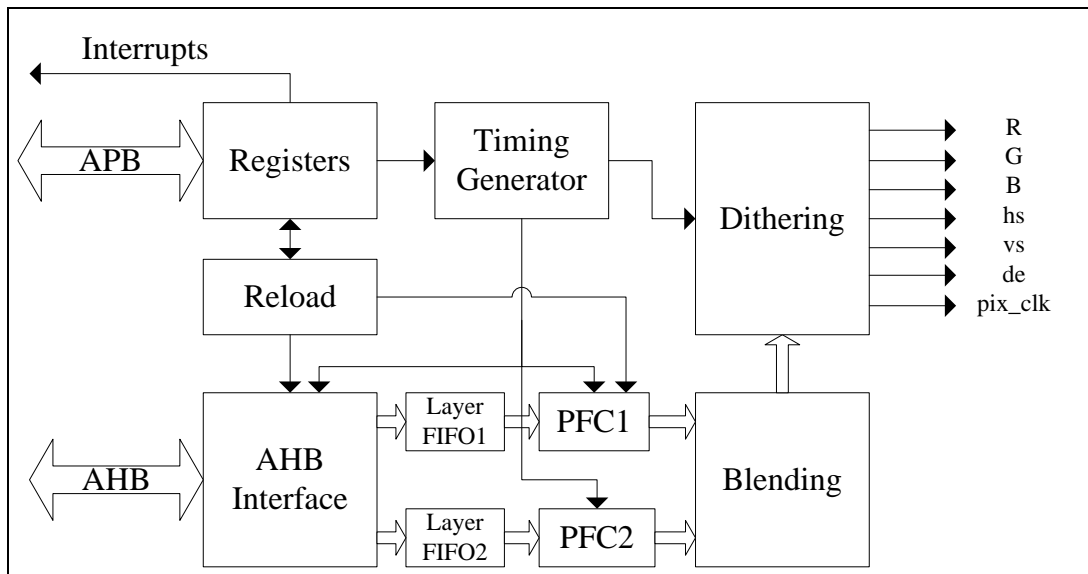 Interrupts
APB
Registers
Timing
Generator
Dithering
R
G
B
hs
vs
de
pix_clk
Reload
AHB
AHB
Interface
Layer
FIFO1
PFC1
Layer
FIFO2
PFC2
Blending